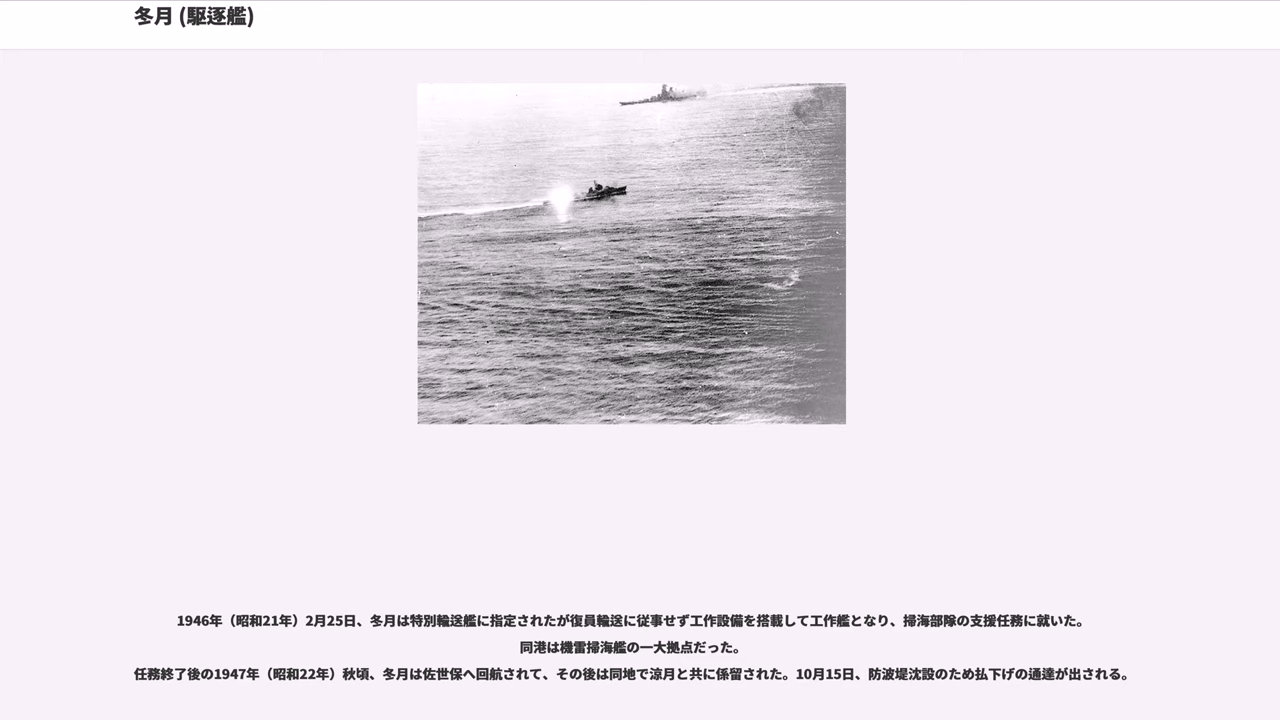 冬月 (駆逐艦)
1946年（昭和21年）2月25日、冬月は特別輸送艦に指定されたが復員輸送に従事せず工作設備を搭載して工作艦となり、掃海部隊の支援任務に就いた。
同港は機雷掃海艦の一大拠点だった。
任務終了後の1947年（昭和22年）秋頃、冬月は佐世保へ回航されて、その後は同地で涼月と共に係留された。10月15日、防波堤沈設のため払下げの通達が出される。